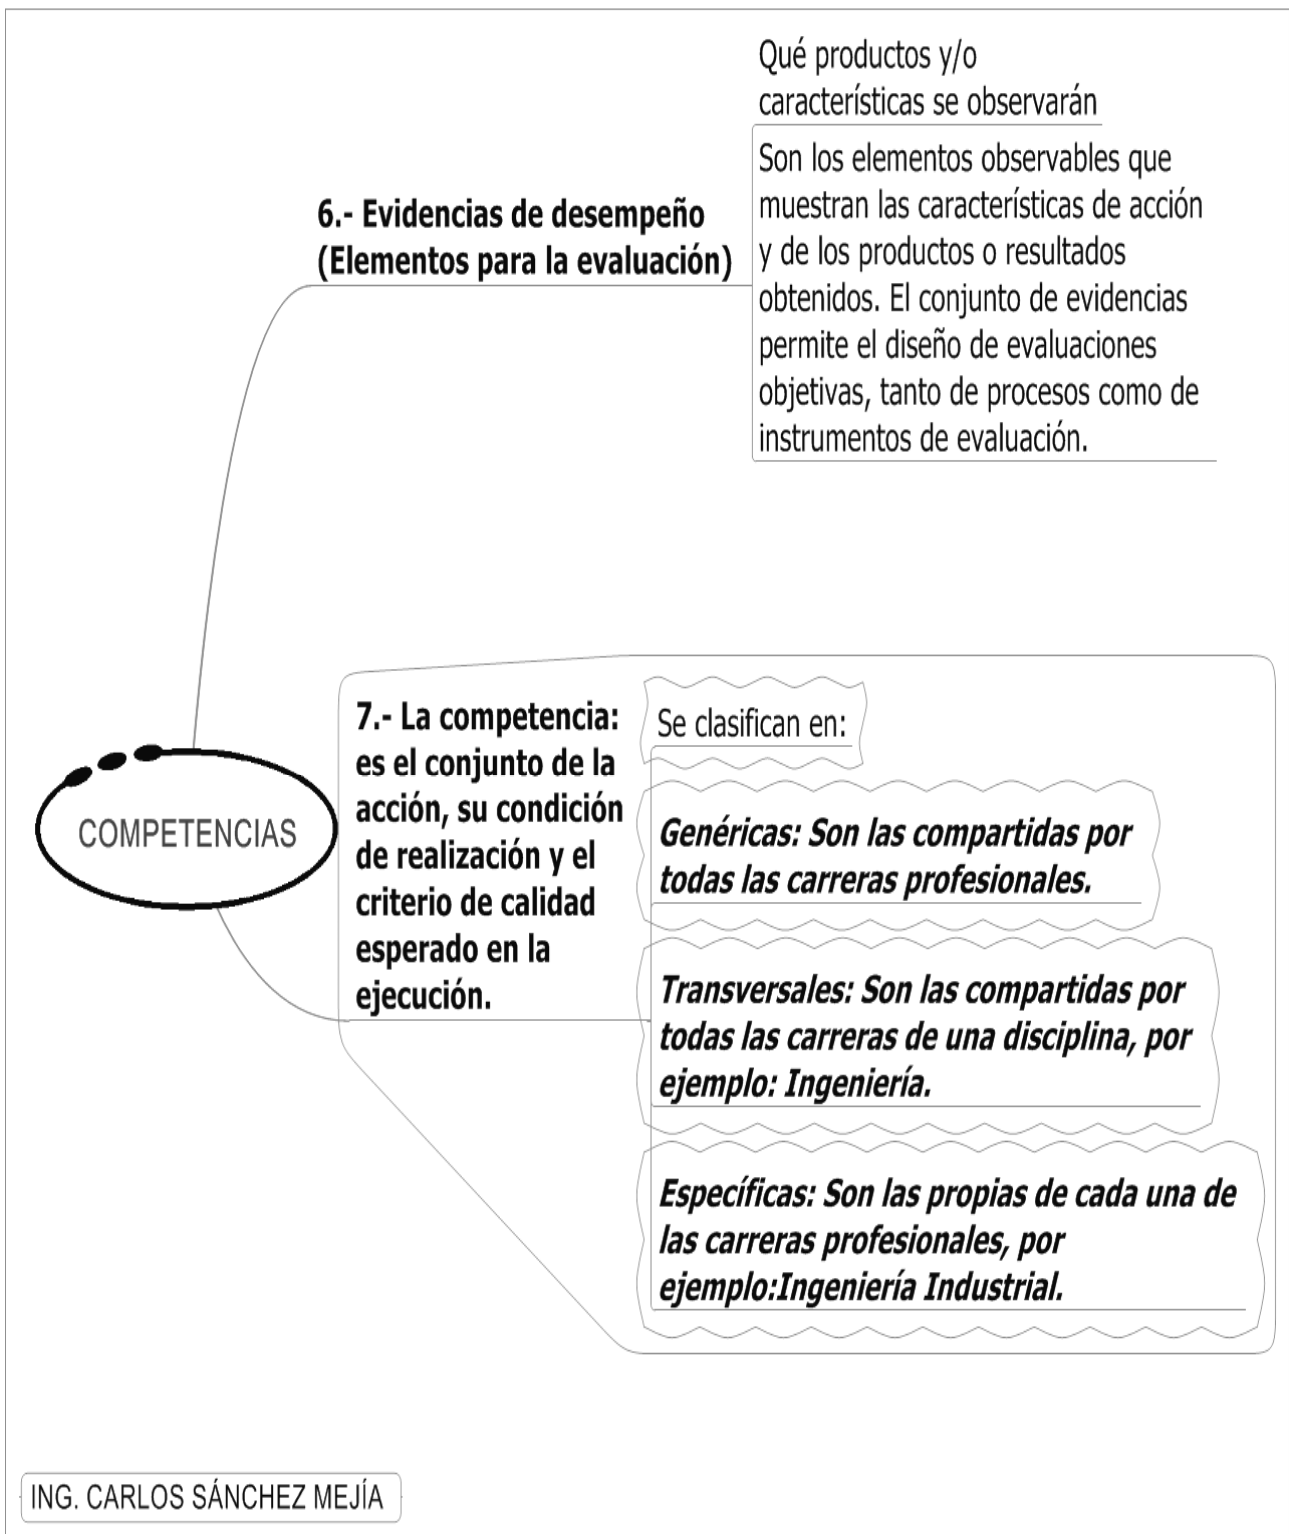 Qué productos y/o
características se observarán
Son los elementos observables que
muestran las características de acción
y de los productos o resultados
obtenidos. El conjunto de evidencias
permite el diseño de evaluaciones
objetivas, tanto de procesos como de
instrumentos de evaluación.
6.- Evidencias de desempeño
(Elementos para la evaluación)
COMPETENCIAS
7.- La competencia:
es el conjunto de la
acción, su condición
de realización y el
criterio de calidad
esperado en la
ejecución.
Se clasifican en:
Genéricas: Son las compartidas por
todas las carreras profesionales.
Transversales: Son las compartidas por
todas las carreras de una disciplina, por
ejemplo: Ingeniería.
Específicas: Son las propias de cada una de
las carreras profesionales, por
ejemplo:Ingeniería Industrial.
ING. CARLOS SÁNCHEZ MEJÍA